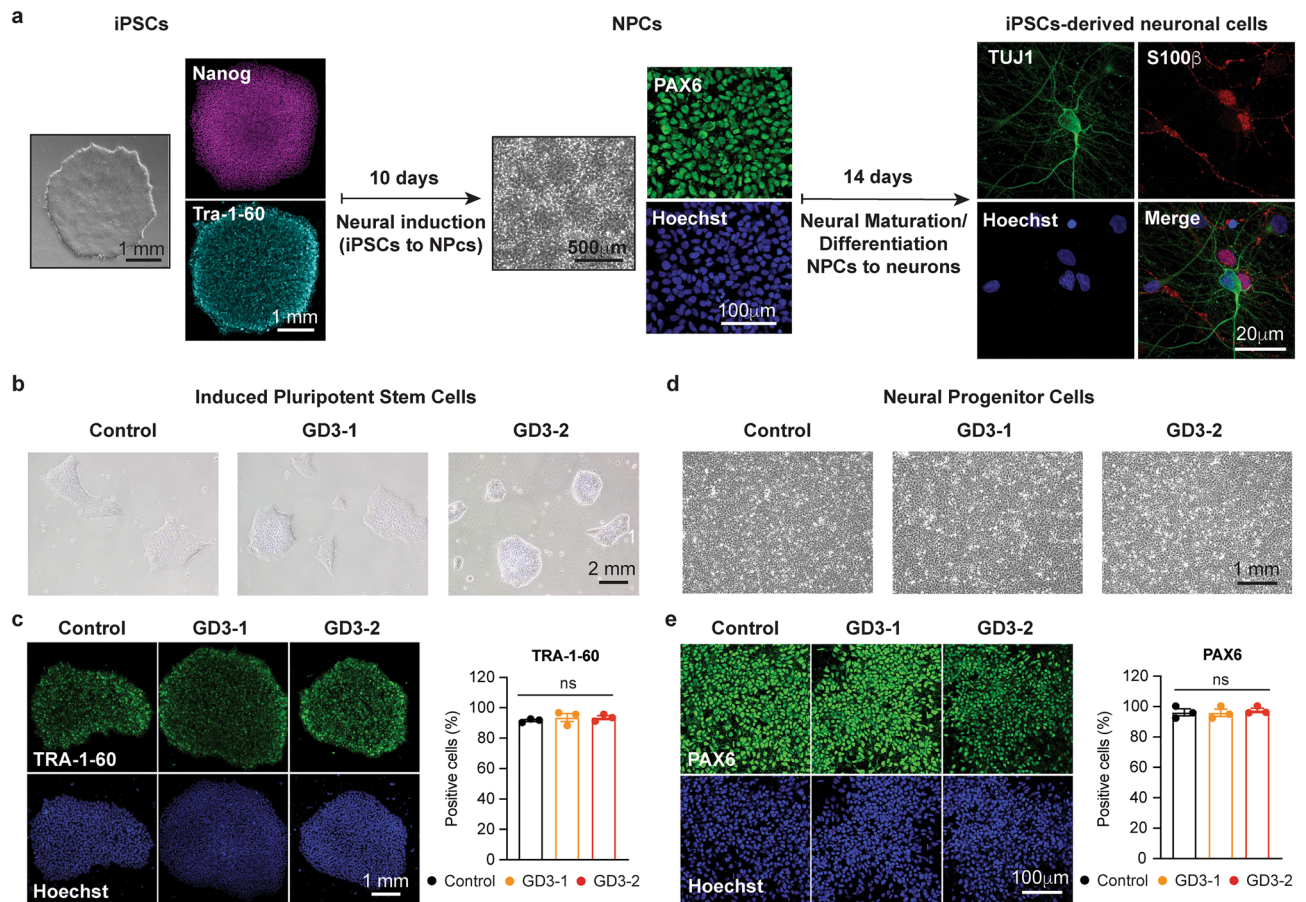 a
iPSCs
NPCs
iPSCs-derived neuronal cells
Nanog
Tra-1-60
1 mm
1 mm
10 days
Neural induction
(iPSCs to NPcs)
500μm
PAX6
Hoechst
100μm
14 days
Neural Maturation/
Differentiation
NPCs to neurons
TUJ1
S100β
Hoechst
Merge
20μm
b
Induced Pluripotent Stem Cells
Control
GD3-1
GD3-2
1
2 mm
d
Neural Progenitor Cells
Control
GD3-1
GD3-2
1 mm
c
Control
GD3-1
GD3-2
TRA-1-60
Hoechst
1 mm
TRA-1-60
ns
Positive cells (%)
120
100
80
60
40
20
0
Control
GD3-1
GD3-2
e
Control
GD3-1
GD3-2
PAX6
Hoechst
100μm
PAX6
ns
Positive cells (%)
120
100
80
60
40
20
0
Control
GD3-1
GD3-2